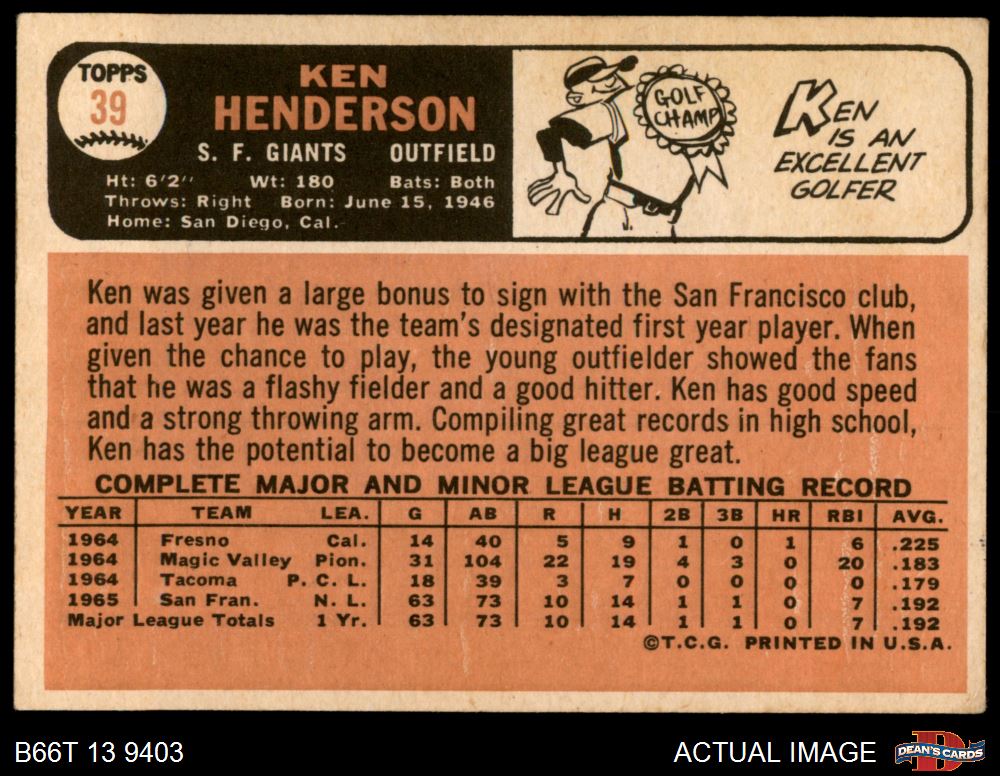 TOPPS
39
KEN
HENDERSON
S. F. GIANTS OUTFIELD
Ht: 6'2" Wt: 180 Bats: Both
Throws: Right Born: June 15, 1946
Home: San Diego, Cal.
GOLF
CHAMP
KEN
IS AN
EXCELLENT
GOLFER
Ken was given a large bonus to sign with the San Francisco club,
and last year he was the team's designated first year player. When
given the chance to play, the young outfielder showed the fans
that he was a flashy fielder and a good hitter. Ken has good speed
and a strong throwing arm. Compiling great records in high school,
Ken has the potential to become a big league great.
COMPLETE MAJOR AND MINOR LEAGUE BATTING RECORD
YEAR TEAM LEA. G AB R H 2B 3B HR RBI AVG.
1964 Fresno Cal. 14 40 5 9 1 0 1 6 .225
1964 Magic Valley Pion. 31 104 22 19 4 3 0 20 .183
1964 Tacoma P. C. L. 18 39 3 7 0 0 0 0 .179
1965 San Fran. N. L. 63 73 10 14 1 1 0 7 .192
Major League Totals 1 Yr. 63 73 10 14 1 1 0 7 .192
©T.C.G. PRINTED IN U.S.A.
B66T 13 9403
ACTUAL IMAGE
D
DEAN'S CARDS